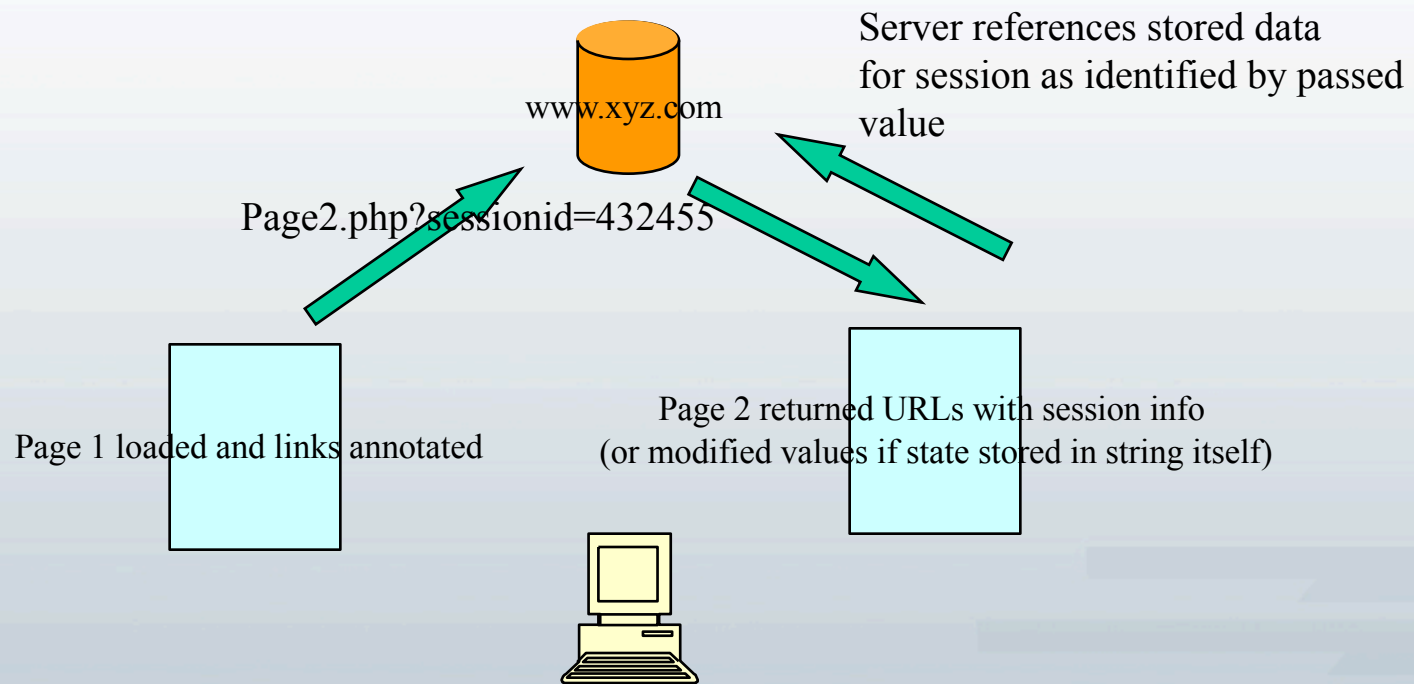 Server references stored data
for session as identified by passed
value
www.xyz.com
Page2.php?sessionid=432455
Page 1 loaded and links annotated
Page 2 returned URLs with session info
(or modified values if state stored in string itself)